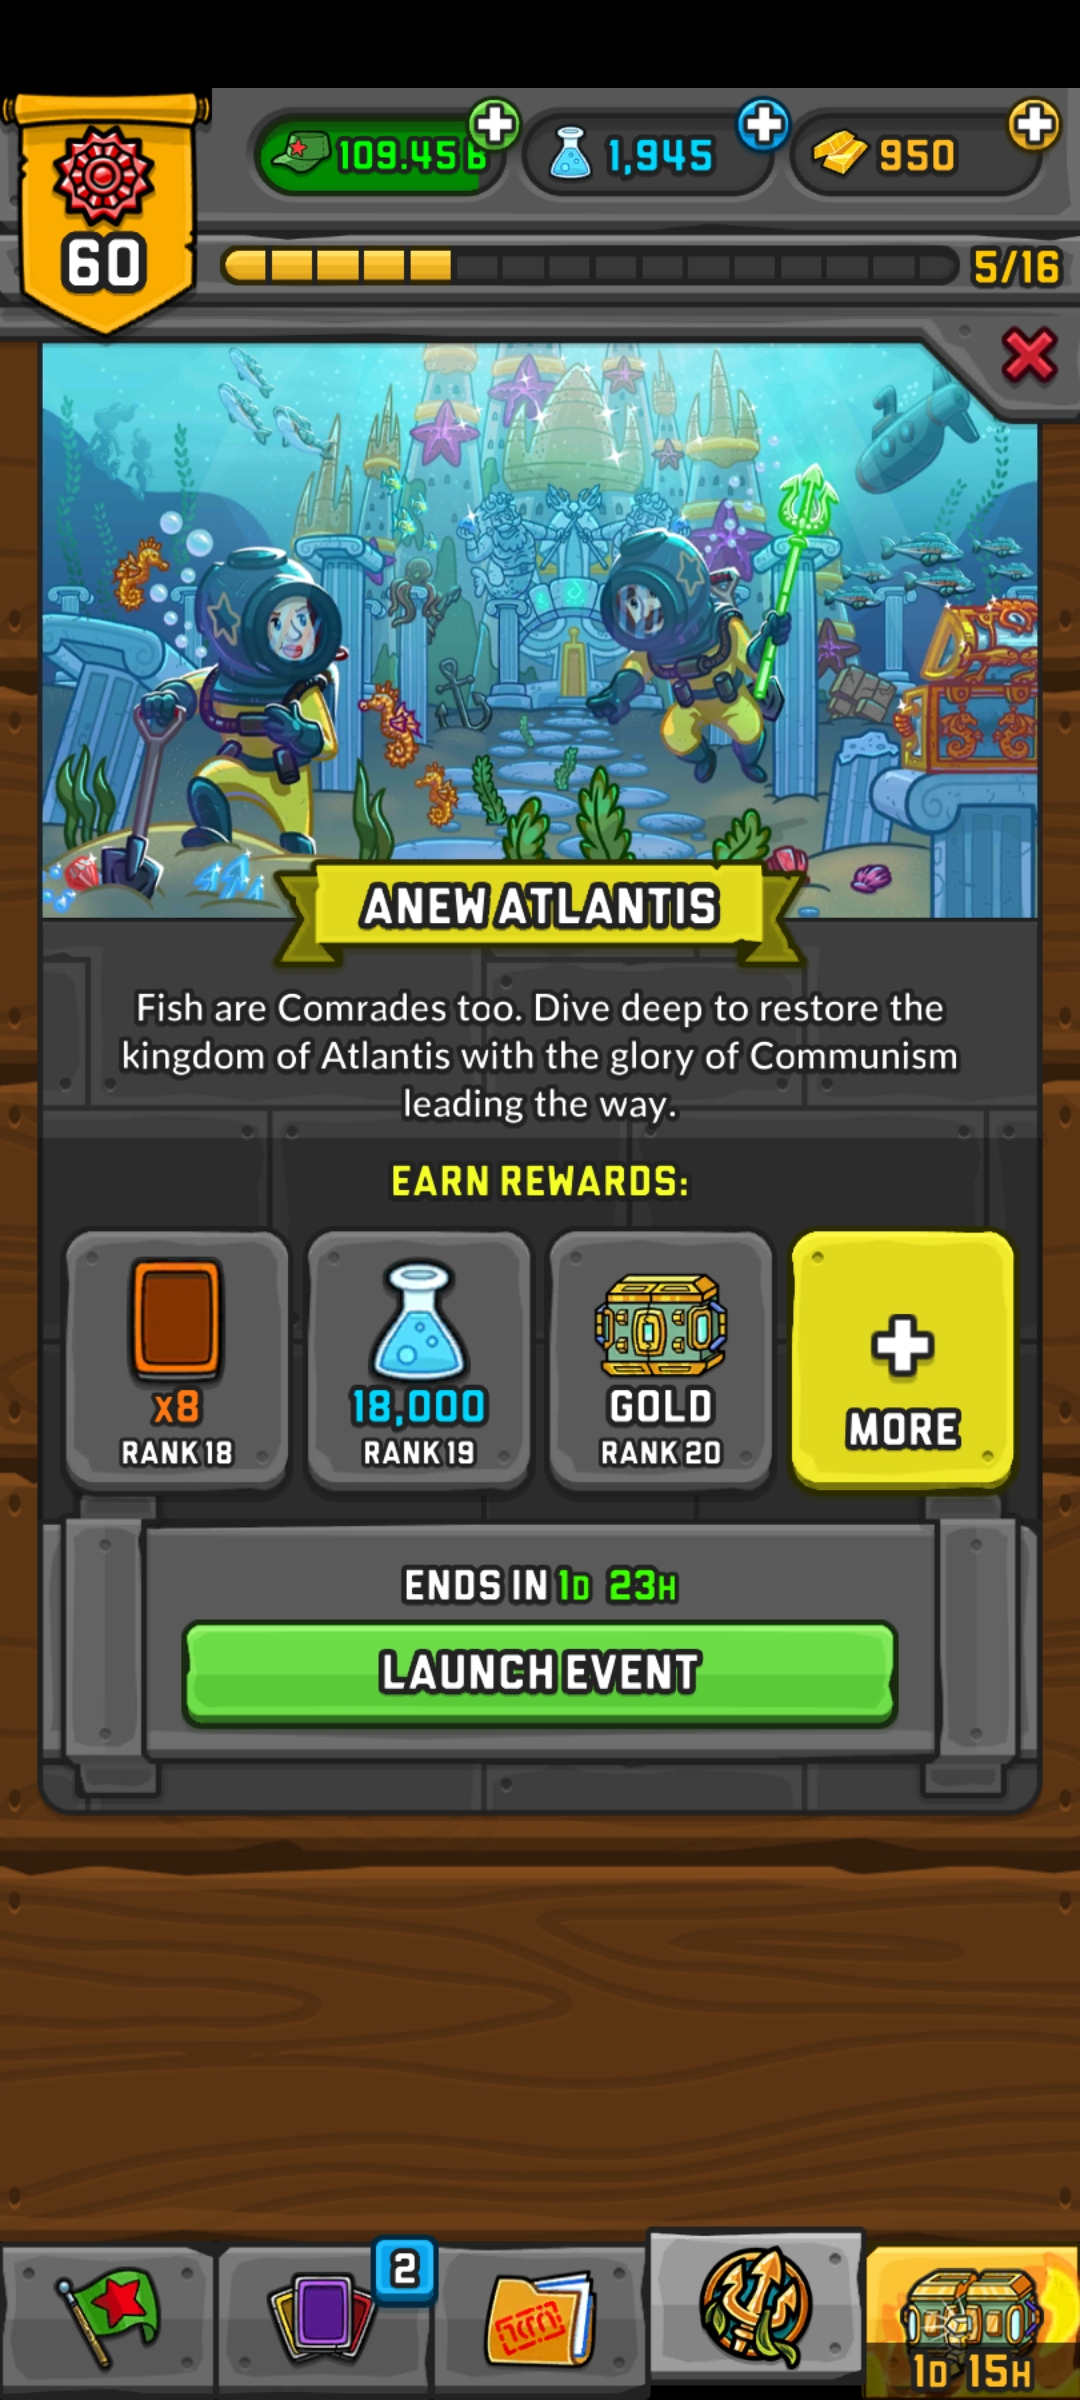 109.45B
1,945
950
60
5/16
ANEW ATLANTIS
Fish are Comrades too. Dive deep to restore the
kingdom of Atlantis with the glory of Communism
leading the way.
EARN REWARDS:
x8
RANK 18
18,000
RANK 19
GOLD
RANK 20
MORE
ENDS IN 1D 23H
LAUNCH EVENT
2
1D 15H